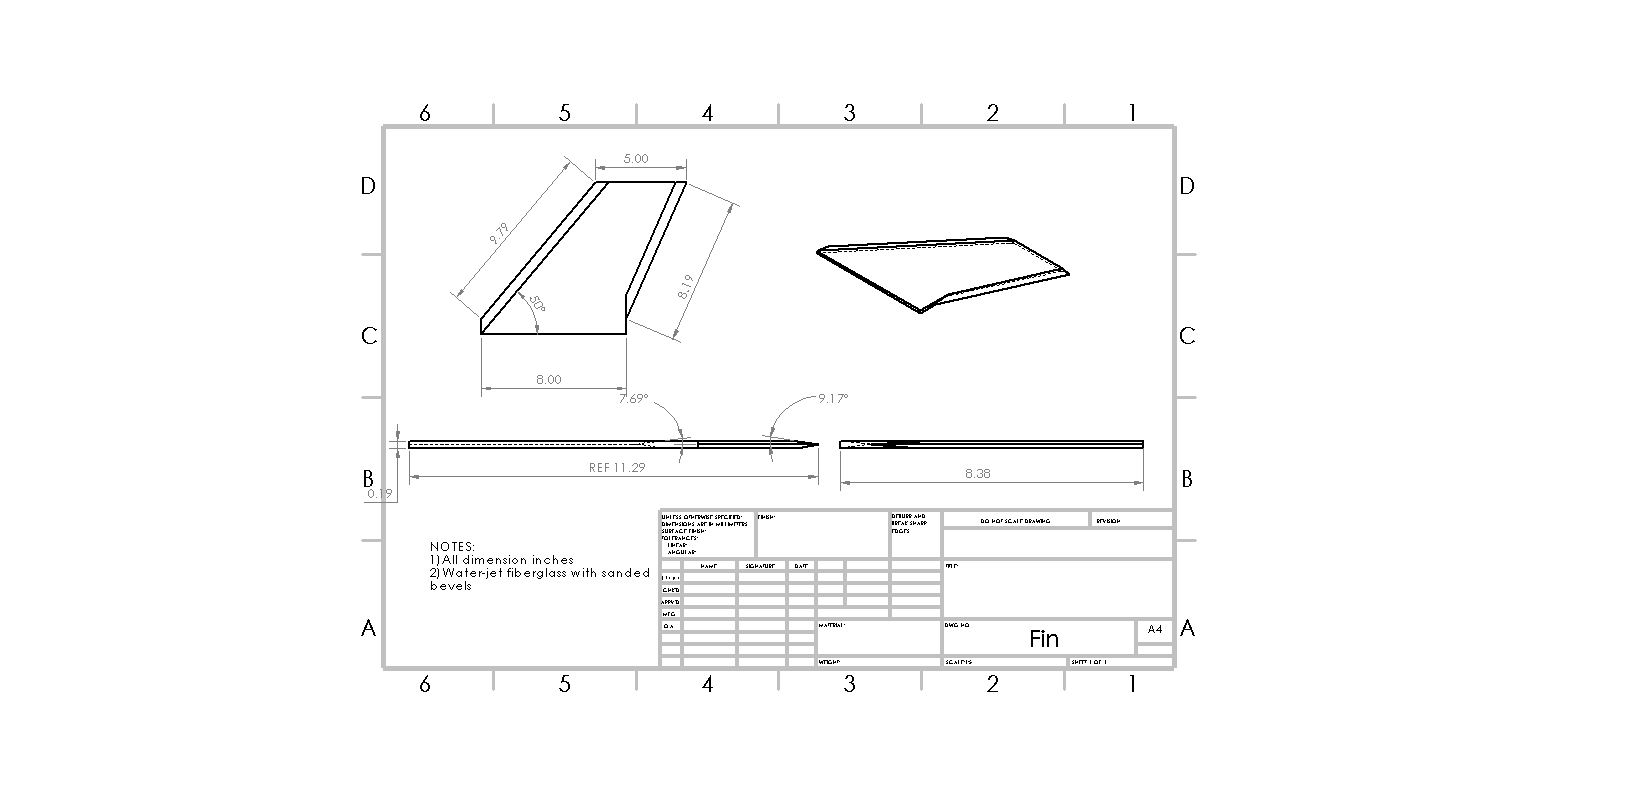 6 5 4 3 2 1
D D
5.00
9.79
8.19
50°
C C
8.00
7.69° 9.17°
REF 11.29
8.38
B B
0.19
UNLESS OTHERWISE SPECIFIED:
DIMENSIONS ARE IN MILLIMETERS
SURFACE FINISH:
TOLERANCES:
LINEAR:
ANGULAR:
FINISH:
DEBURR AND
BREAK SHARP
EDGES
DO NOT SCALE DRAWING
REVISION
NOTES:
1)All dimension inches
2)Water-jet fiberglass with sanded
bevels
NAME SIGNATURE DATE
TITLE:
CHK'D
APPV'D
MFG
Q.A
MATERIAL:
DWG NO.
Fin
A4
A A
WEIGHT:
SCALE:1:5
SHEET 1 OF 1
6 5 4 3 2 1